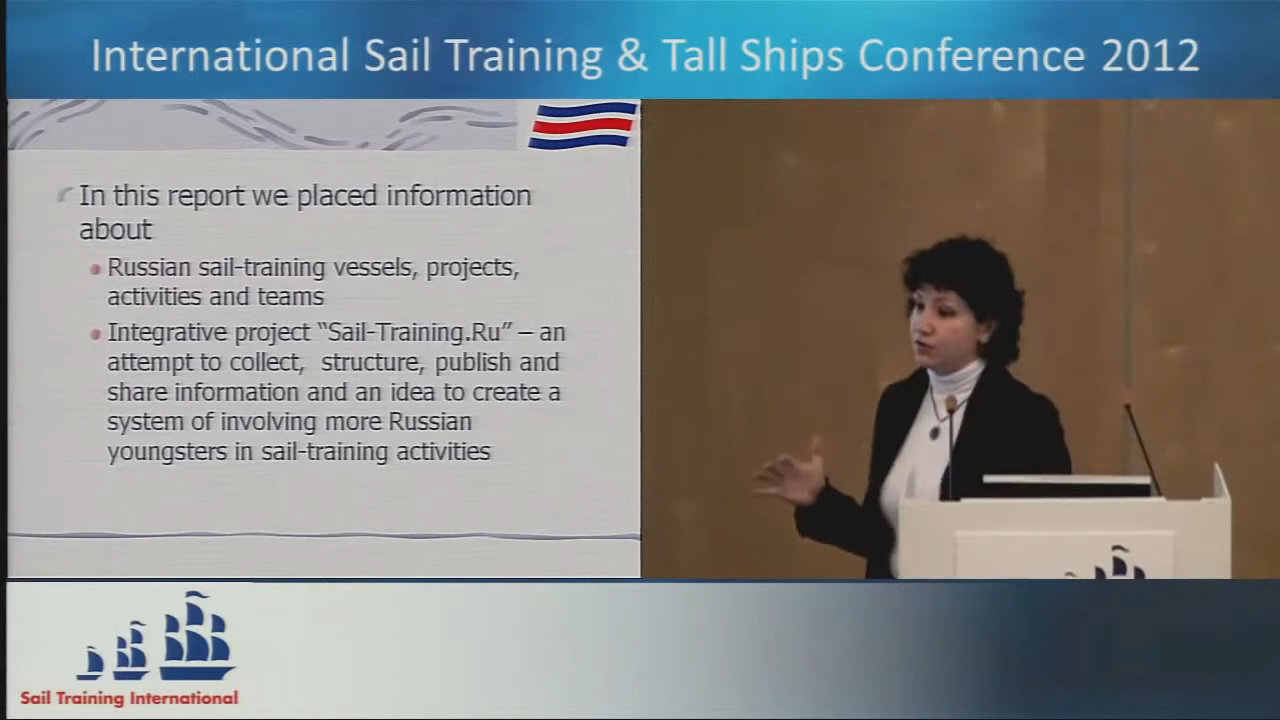 International Sail Training & Tall Ships Conference 2012
In this report we placed information
about
Russian sail-training vessels, projects,
activities and teams
Integrative project “Sail-Training.Ru” – an
attempt to collect, structure, publish and
share information and an idea to create a
system of involving more Russian
youngsters in sail-training activities
Sail Training International